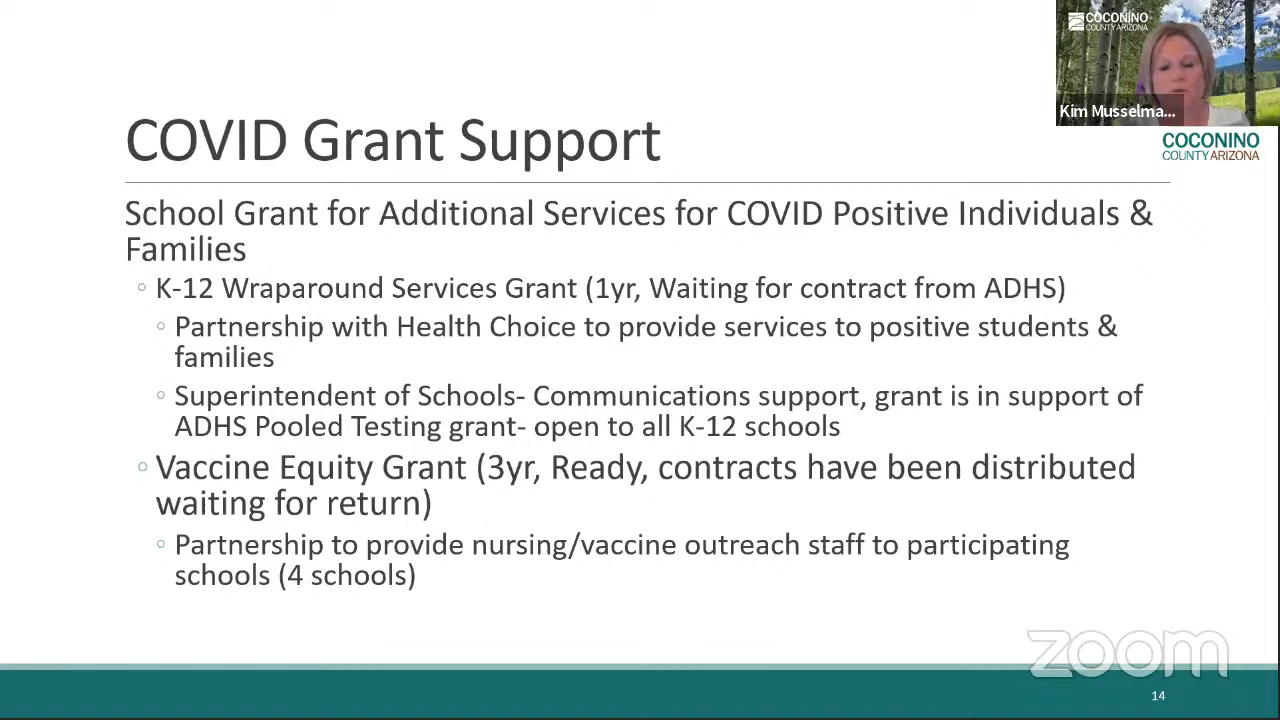 COCONINO
COUNTY ARIZONA
Kim Musselma...
COCONINO
COUNTY ARIZONA
COVID Grant Support
School Grant for Additional Services for COVID Positive Individuals &
Families
◦ K-12 Wraparound Services Grant (1yr, Waiting for contract from ADHS)
◦ Partnership with Health Choice to provide services to positive students &
families
◦ Superintendent of Schools- Communications support, grant is in support of
ADHS Pooled Testing grant- open to all K-12 schools
◦ Vaccine Equity Grant (3yr, Ready, contracts have been distributed
waiting for return)
◦ Partnership to provide nursing/vaccine outreach staff to participating
schools (4 schools)
zoom
14